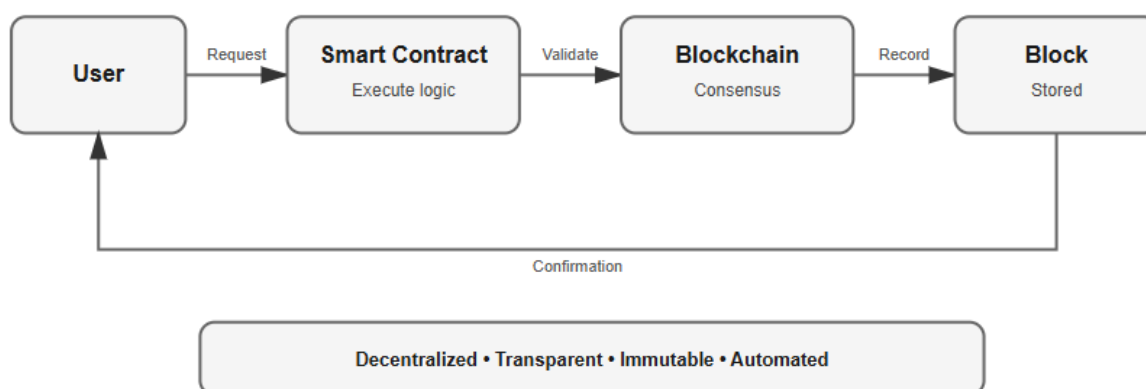 User
Request
Smart Contract
Execute logic
Validate
Blockchain
Consensus
Record
Block
Stored
Confirmation
Decentralized • Transparent • Immutable • Automated